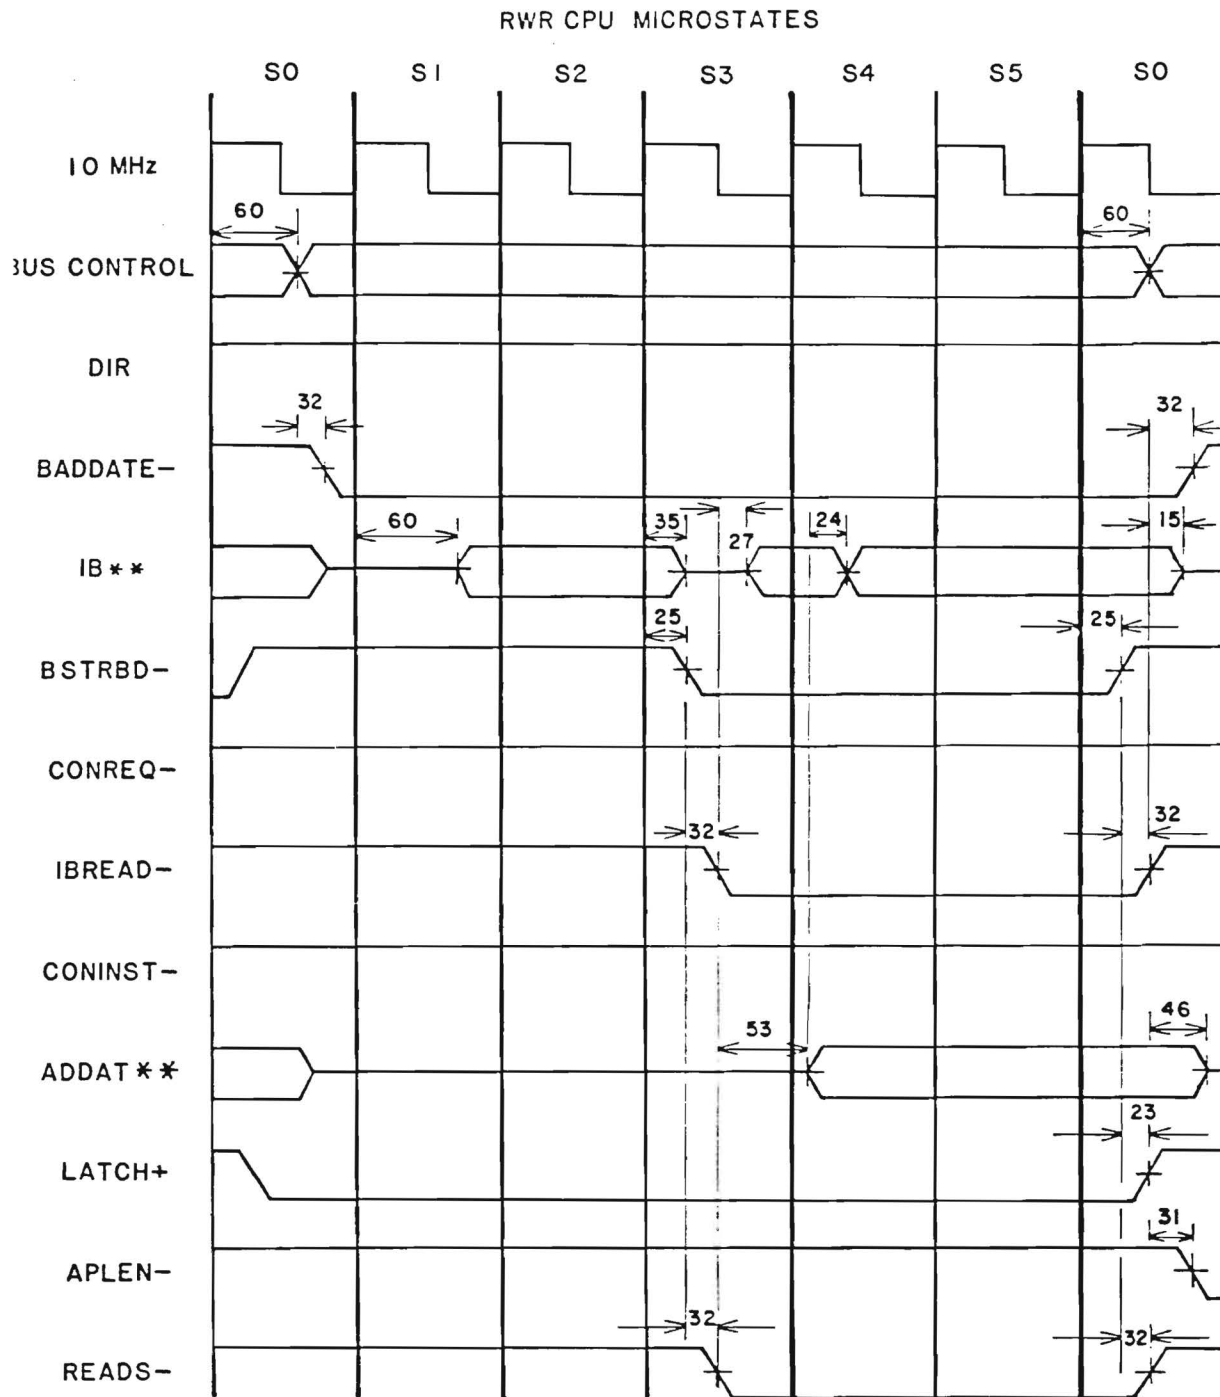 RWR CPU MICROSTATES
S0 S1 S2 S3 S4 S5 S0
10 MHz
60 60
BUS CONTROL
DIR
32 32
BADDATE-
60 35 27 24 15
IB**
25 25
BSTRBD-
CONREQ-
32 32
IBREAD-
CONINST-
53 46
ADDAT**
23
LATCH+
31
APLEN-
32 32
READS-